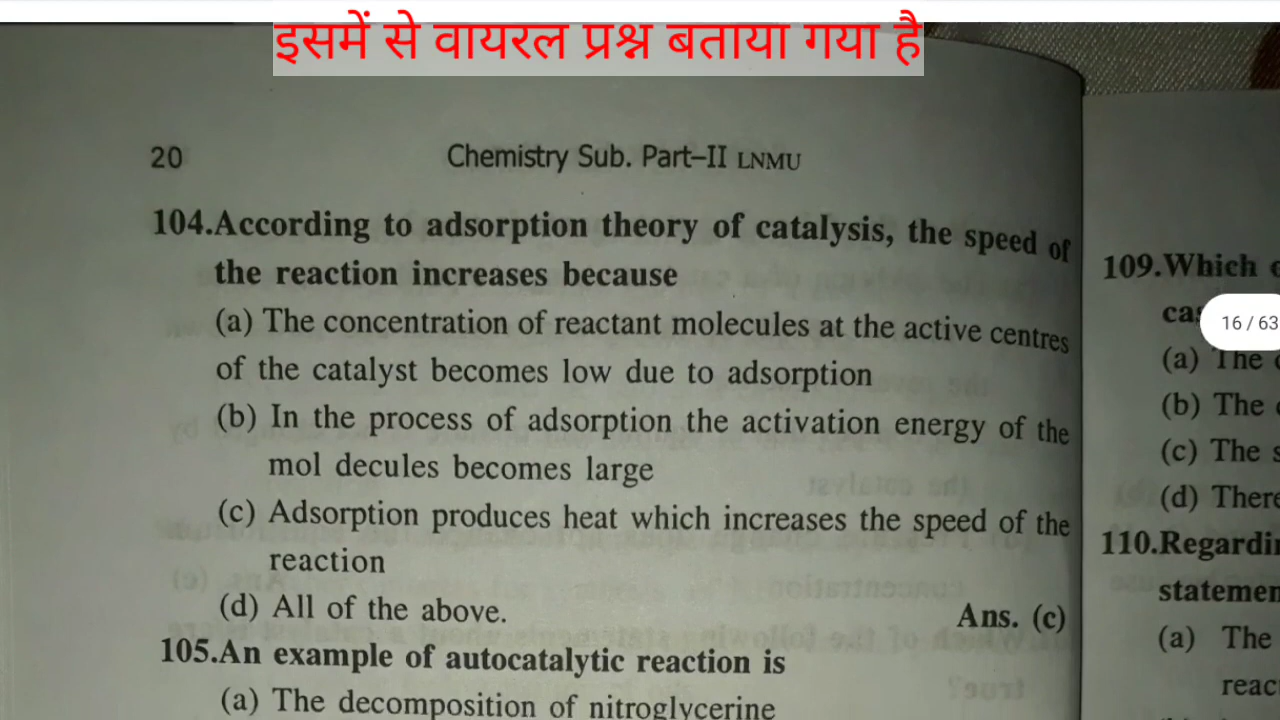 इसमें से वायरल प्रश्न बताया गया है
20 Chemistry Sub. Part–II LNMU
104.According to adsorption theory of catalysis, the speed of
the reaction increases because
(a) The concentration of reactant molecules at the active centres
of the catalyst becomes low due to adsorption
(b) In the process of adsorption the activation energy of the
mol decules becomes large
(c) Adsorption produces heat which increases the speed of the
reaction
(d) All of the above. Ans. (c)
105.An example of autocatalytic reaction is
(a) The decomposition of nitroglycerine
109.Which
16 / 63
(a) The
(b) The
(c) The
(d) There
110.
(a) The